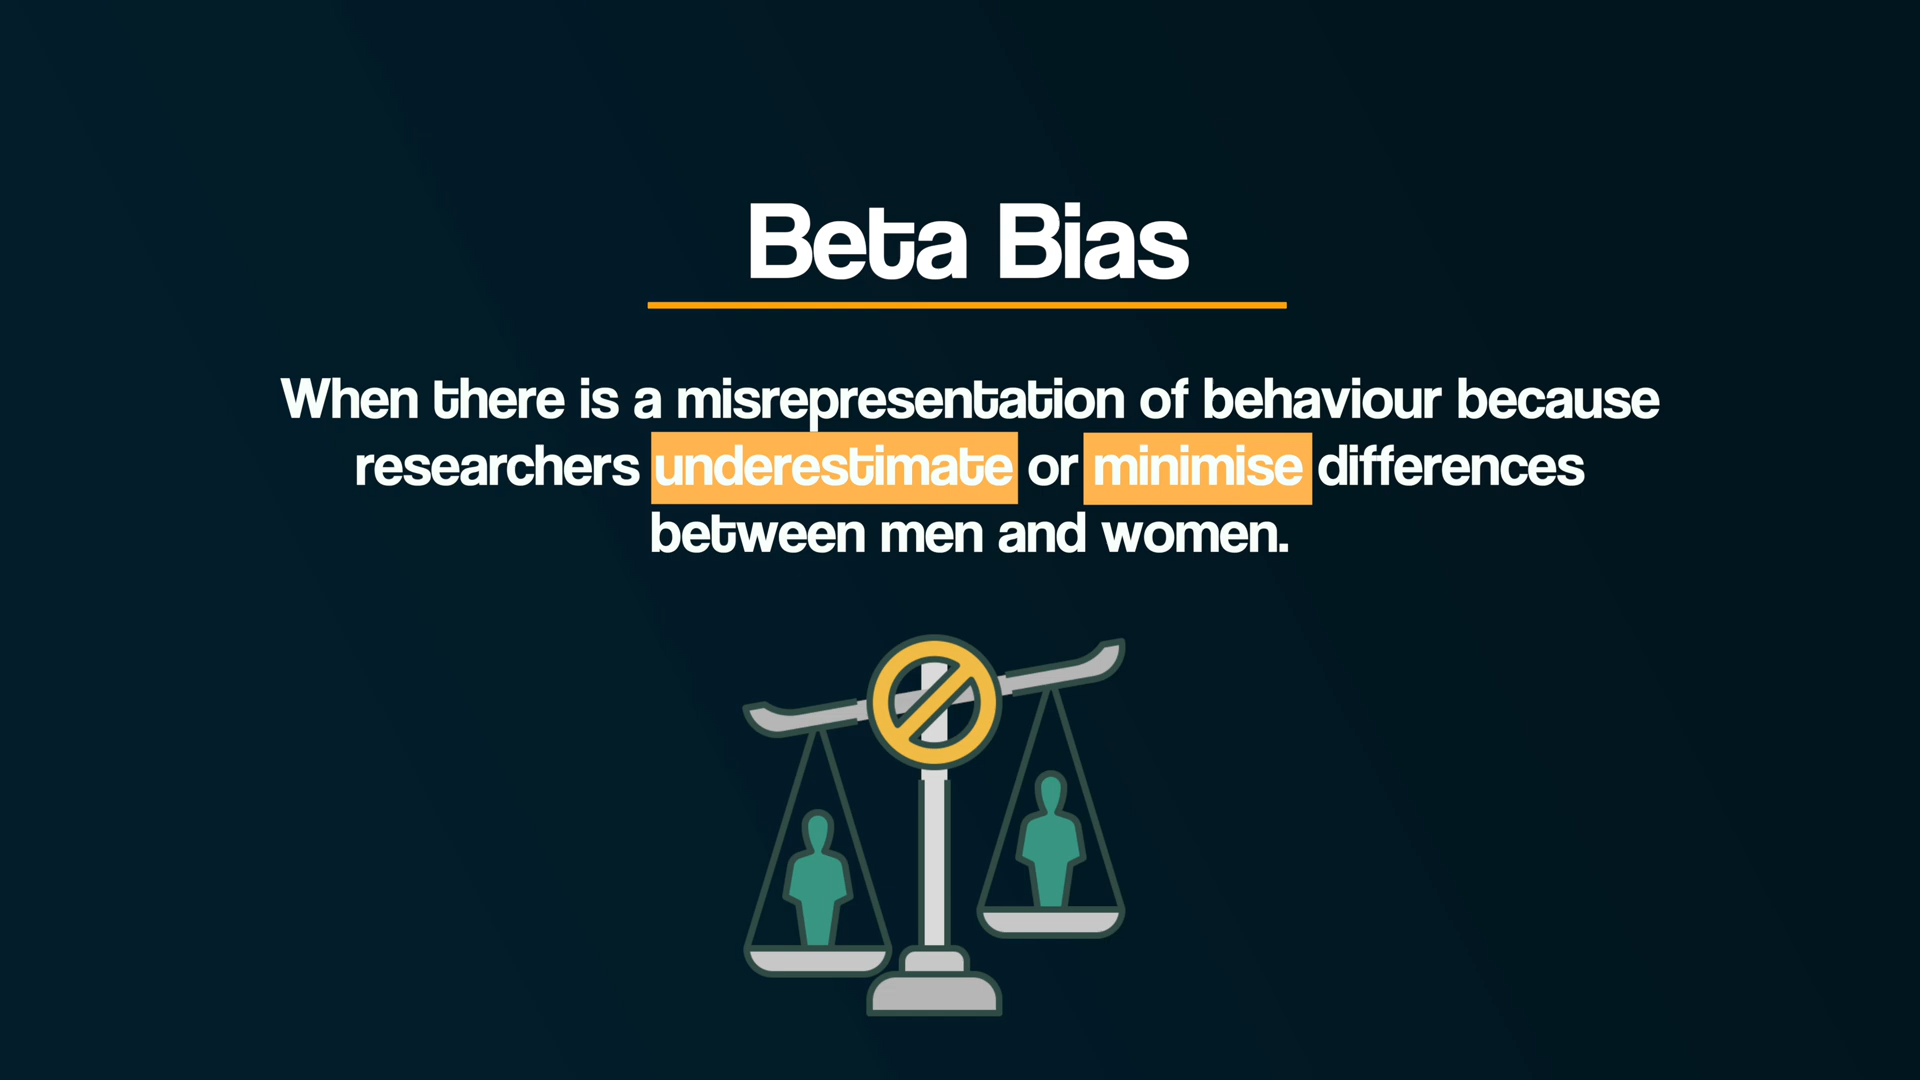 Beta Bias
When there is a misrepresentation of behaviour because
researchers underestimate or minimise differences
between men and women.